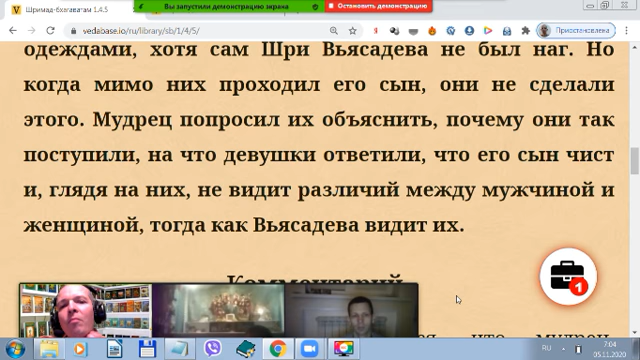 Шримад-бхагаватам 1.4.5
Вы запустили демонстрацию экрана
Остановить демонстрацию
vedabase.io/ru/library/sb/1/4/5/
Приостановлена
одеждами, хотя сам Шри Вьясадева не был наг. Но
когда мимо них проходил его сын, они не сделали
этого. Мудрец попросил их объяснить, почему они так
поступили, на что девушки ответили, что его сын чист
и, глядя на них, не видит различий между мужчиной и
женщиной, тогда как Вьясадева видит их.
Комментарий
1
что
RU
7:04
05.11.2020